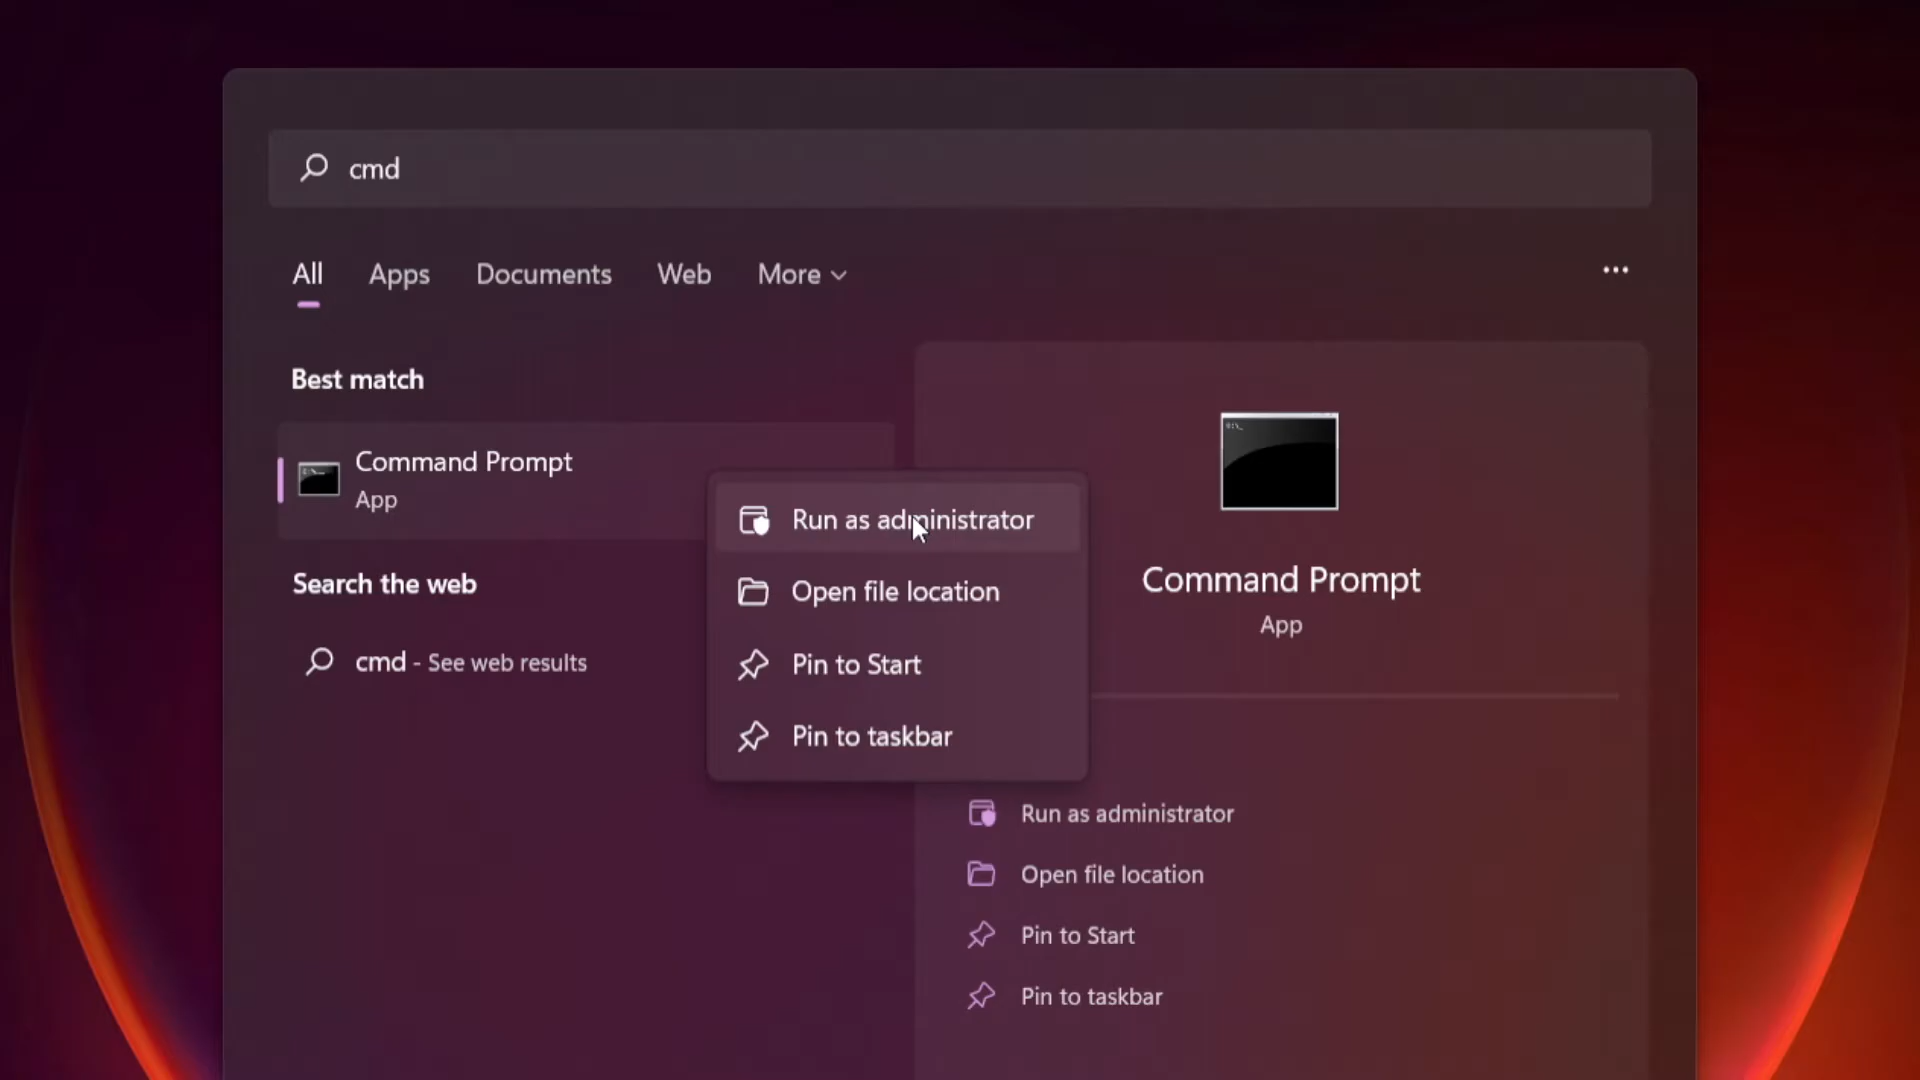 cmd
All Apps Documents Web More
Best match
Command Prompt
App
Search the web
cmd - See web results
Run as administrator
Open file location
Pin to Start
Pin to taskbar
Command Prompt
App
Run as administrator
Open file location
Pin to Start
Pin to taskbar